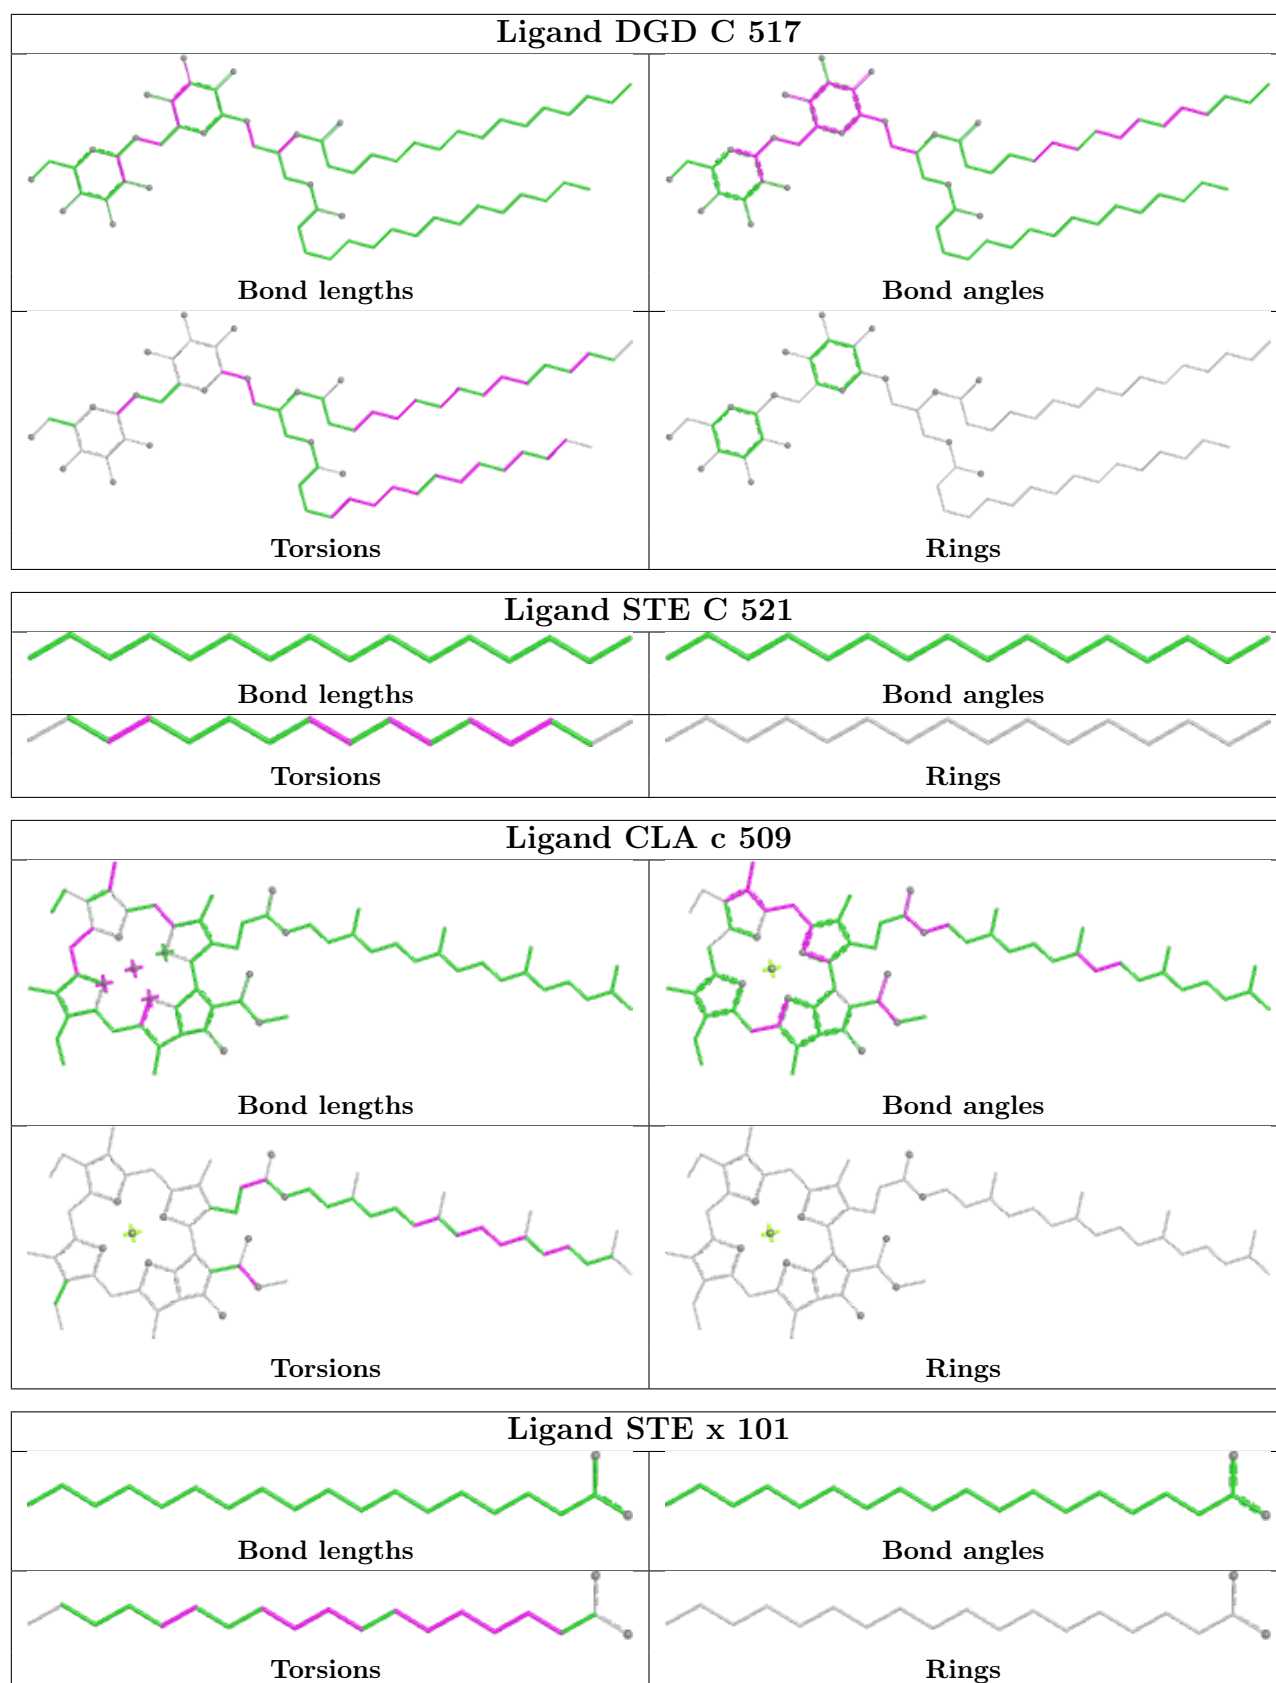 Ligand DGD C 517
Bond lengths
Bond angles
Torsions
Rings
Ligand STE C 521
Bond lengths
Bond angles
Torsions
Rings
Ligand CLA c 509
Bond lengths
Bond angles
Torsions
Rings
Ligand STE x 101
Bond lengths
Bond angles
Torsions
Rings